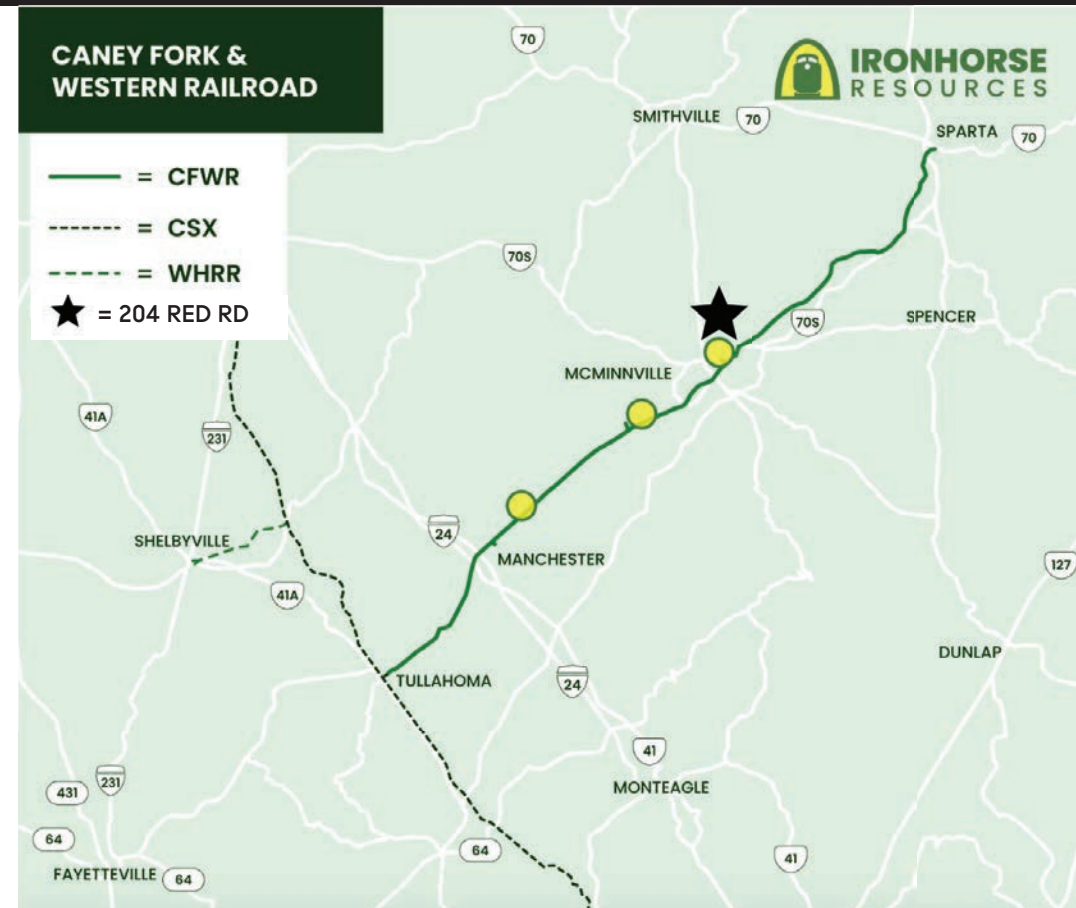 CANEY FORK &
WESTERN RAILROAD
IRONHORSE
RESOURCES
= CFWR
= CSX
= WHRR
= 204 RED RD
70
SMITHVILLE
70
SPARTA
70
70S
70S
SPENCER
MCMINNVILLE
41A
231
24
SHELBYVILLE
MANCHESTER
127
41A
DUNLAP
TULLAHOMA
24
41
MONTEAGLE
231
431
64
64
41
FAYETTEVILLE
64